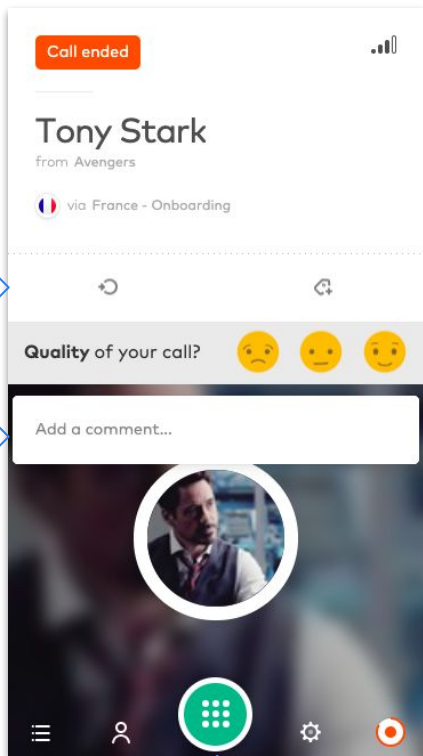 Call ended
Tony Stark
from Avengers
via France - Onboarding
Quality of your call?
Add a comment...